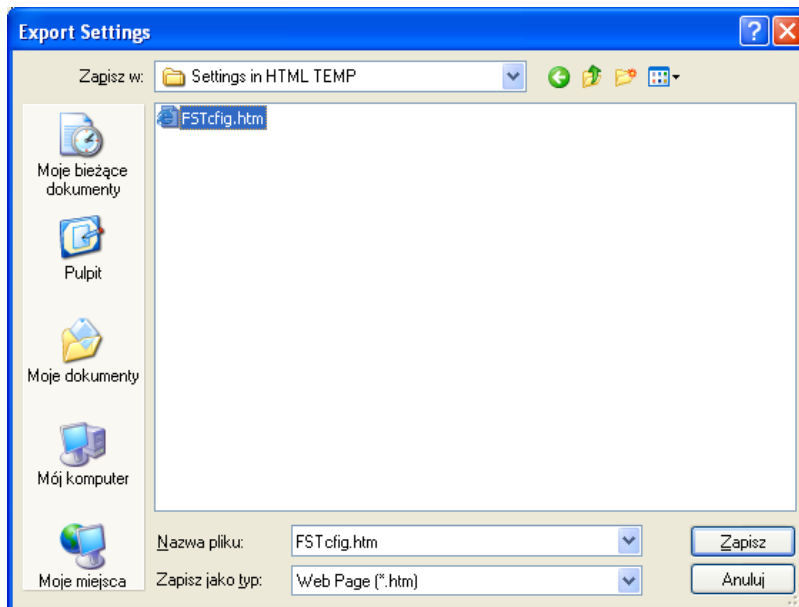 Export Settings
Zapisz w:
Settings in HTML TEMP
FSTcfig.htm
Moje bieżące
dokumenty
Pulpit
Moje dokumenty
Mój komputer
Moje miejsca
Nazwa pliku:
FSTcfig.htm
Zapisz
Zapisz jako typ:
Web Page (*.htm)
Anuluj